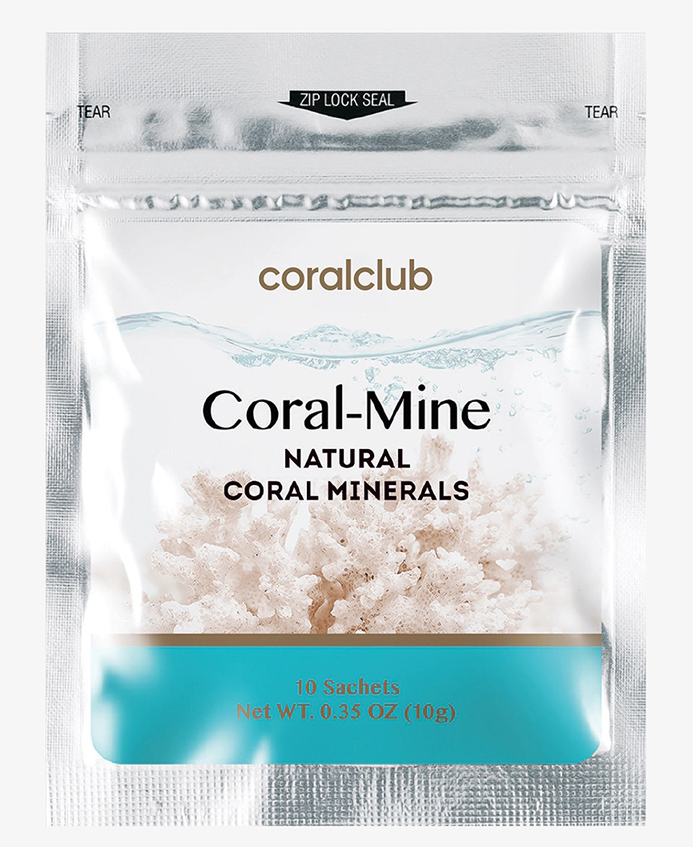 ZIP LOCK SEAL
TEAR TEAR
coralclub
Coral-Mine
NATURAL
CORAL MINERALS
10 Sachets
Net WT. 0.35 OZ (10g)